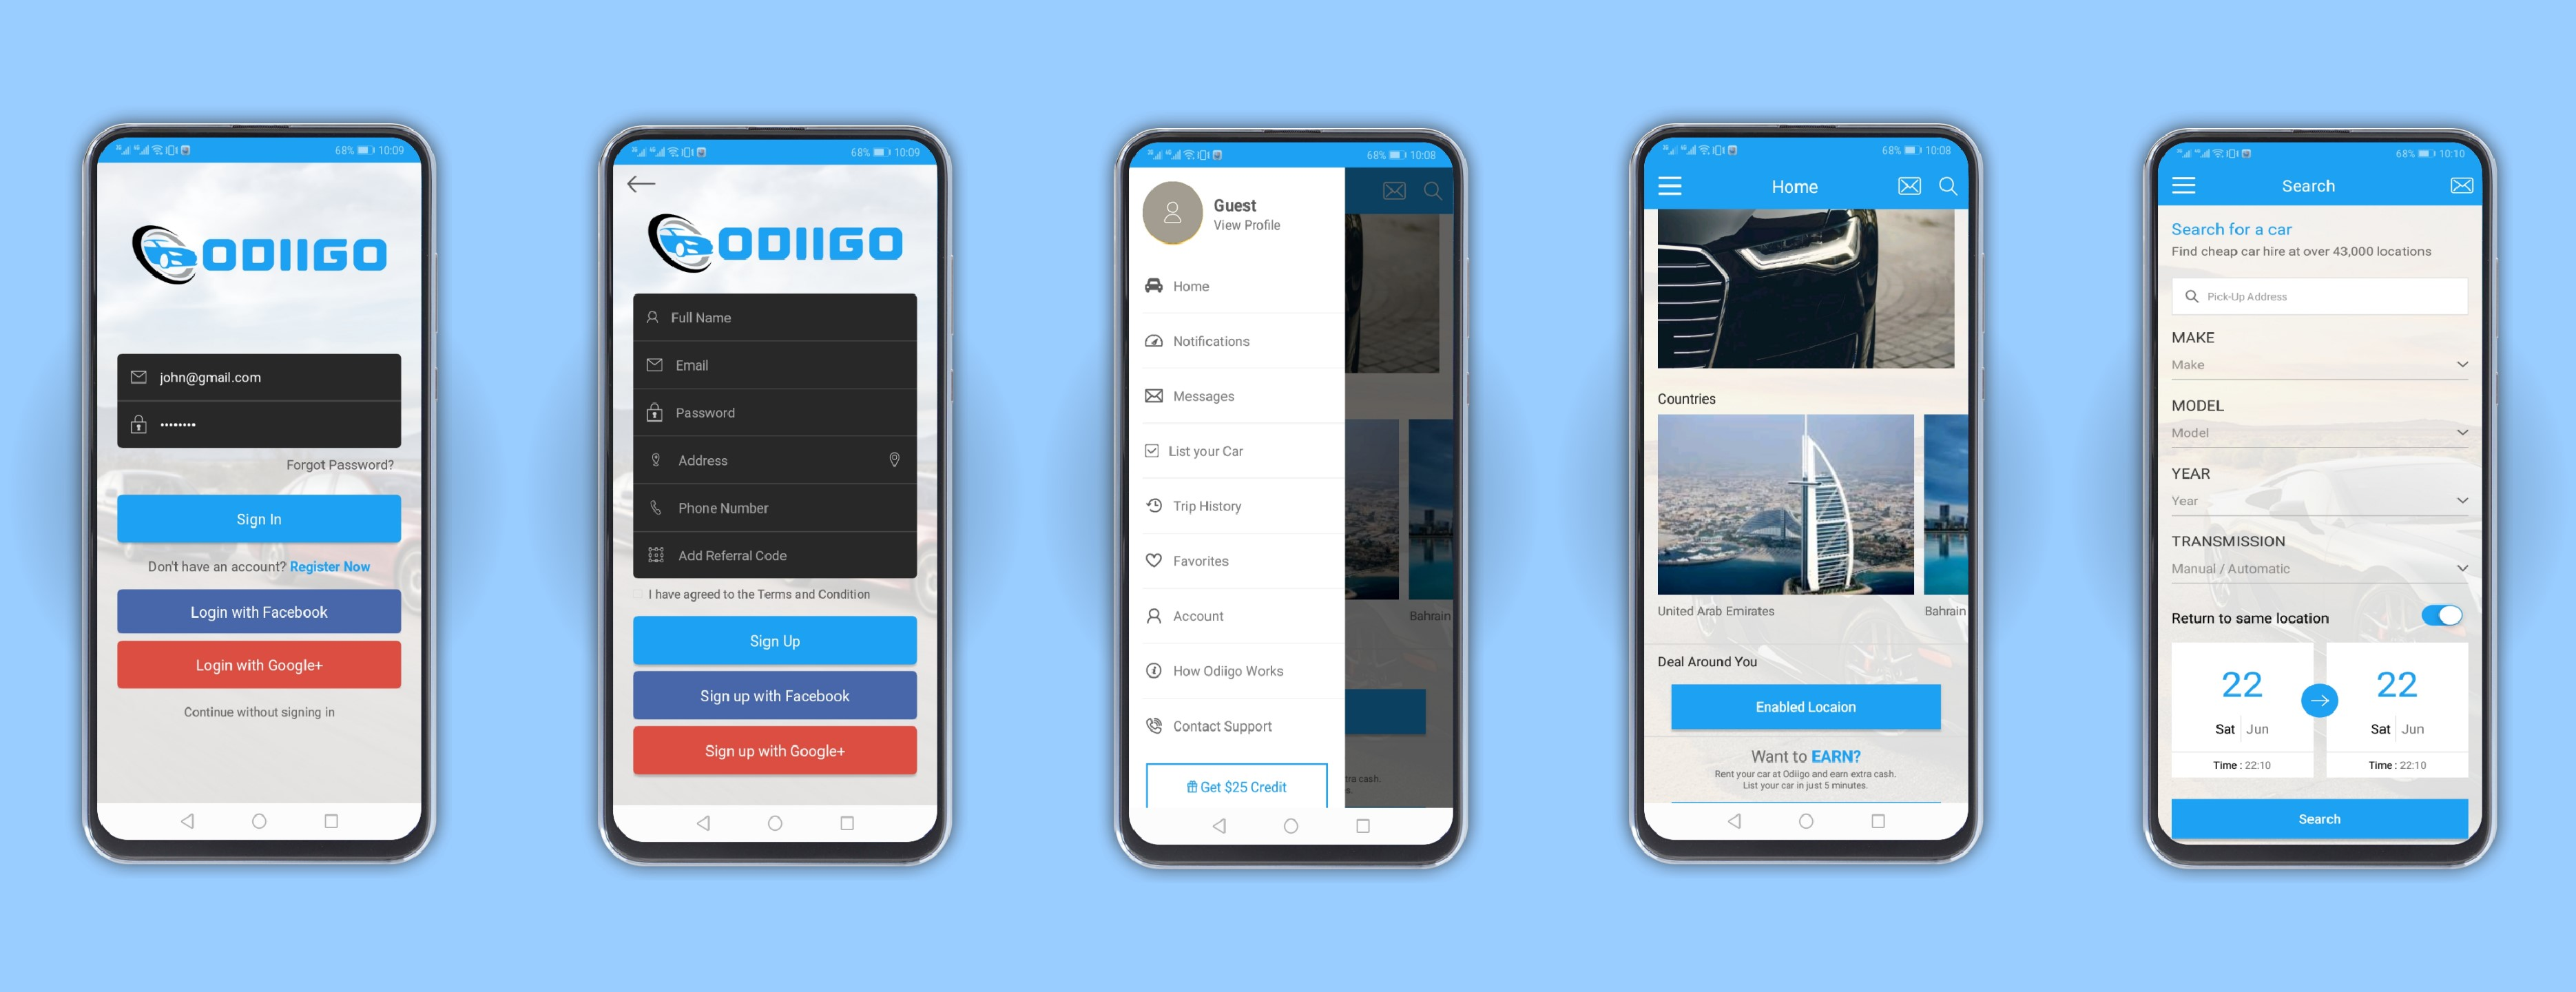 68% 10:09
ODIIGO
john@gmail.com
••••••••
Forgot Password?
Sign In
Don't have an account? Register Now
Login with Facebook
Login with Google+
Continue without signing in
68% 10:09
ODIIGO
Full Name
Email
Password
Address
Phone Number
Add Referral Code
I have agreed to the Terms and Condition
Sign Up
Sign up with Facebook
Sign up with Google+
68% 10:08
Guest
View Profile
Home
Notifications
Messages
List your Car
Trip History
Favorites
Account
How Odiigo Works
Contact Support
Get $25 Credit
Bahrain
tra cash.
s.
68% 10:08
Home
Countries
United Arab Emirates
Bahrain
Deal Around You
Enabled Locaion
Want to EARN?
Rent your car at Odiigo and earn extra cash.
List your car in just 5 minutes.
68% 10:10
Search
Search for a car
Find cheap car hire at over 43,000 locations
Pick-Up Address
MAKE
Make
MODEL
Model
YEAR
Year
TRANSMISSION
Manual / Automatic
Return to same location
22 22
Sat Jun Sat Jun
Time : 22:10 Time : 22:10
Search